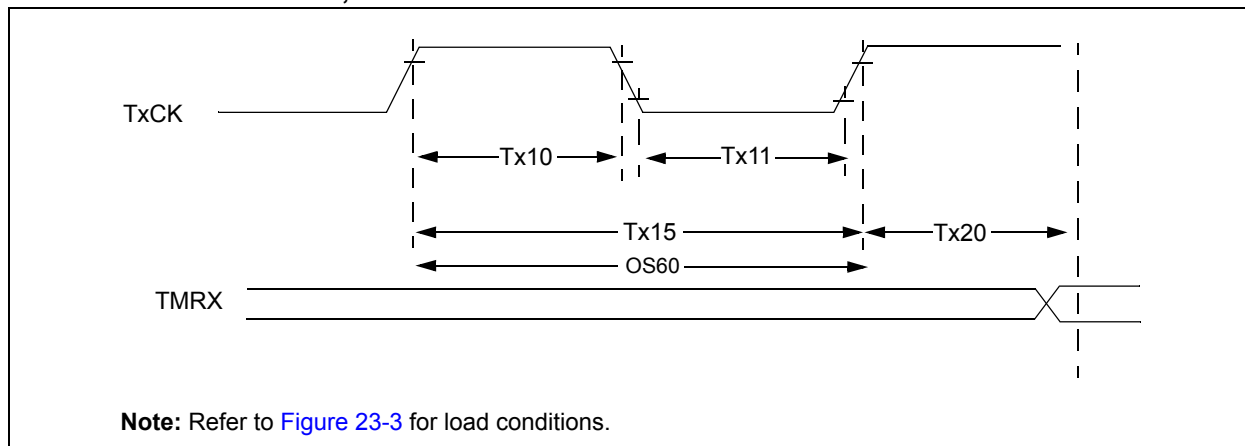 TxCK
Tx10
Tx11
Tx15
Tx20
OS60
TMRX
Note: Refer to Figure 23-3 for load conditions.